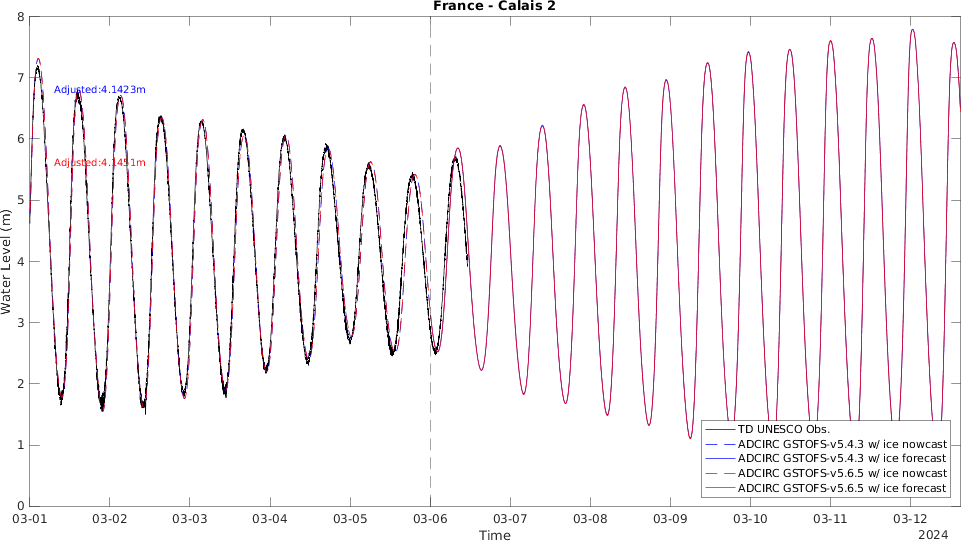 France - Calais 2
8
7
6
5
4
3
2
1
0
Water Level (m)
Adjusted:4.1423m
Adjusted:4.1451m
TD UNESCO Obs.
ADCIRC GSTOFS-v5.4.3 w/ ice nowcast
ADCIRC GSTOFS-v5.4.3 w/ ice forecast
ADCIRC GSTOFS-v5.6.5 w/ ice nowcast
ADCIRC GSTOFS-v5.6.5 w/ ice forecast
03-01 03-02 03-03 03-04 03-05 03-06 03-07 03-08 03-09 03-10 03-11 03-12
Time
2024